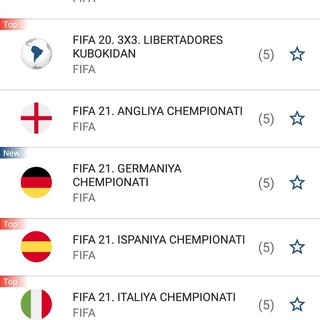 Top
FIFA 20. 3X3. LIBERTADORES
KUBOKIDAN
FIFA
(5)
FIFA 21. ANGLIYA CHEMPIONATI
FIFA
(5)
New
FIFA 21. GERMANIYA
CHEMPIONATI
FIFA
(5)
Top
FIFA 21. ISPANIYA CHEMPIONATI
FIFA
(5)
Top
FIFA 21. ITALIYA CHEMPIONATI
FIFA
(5)